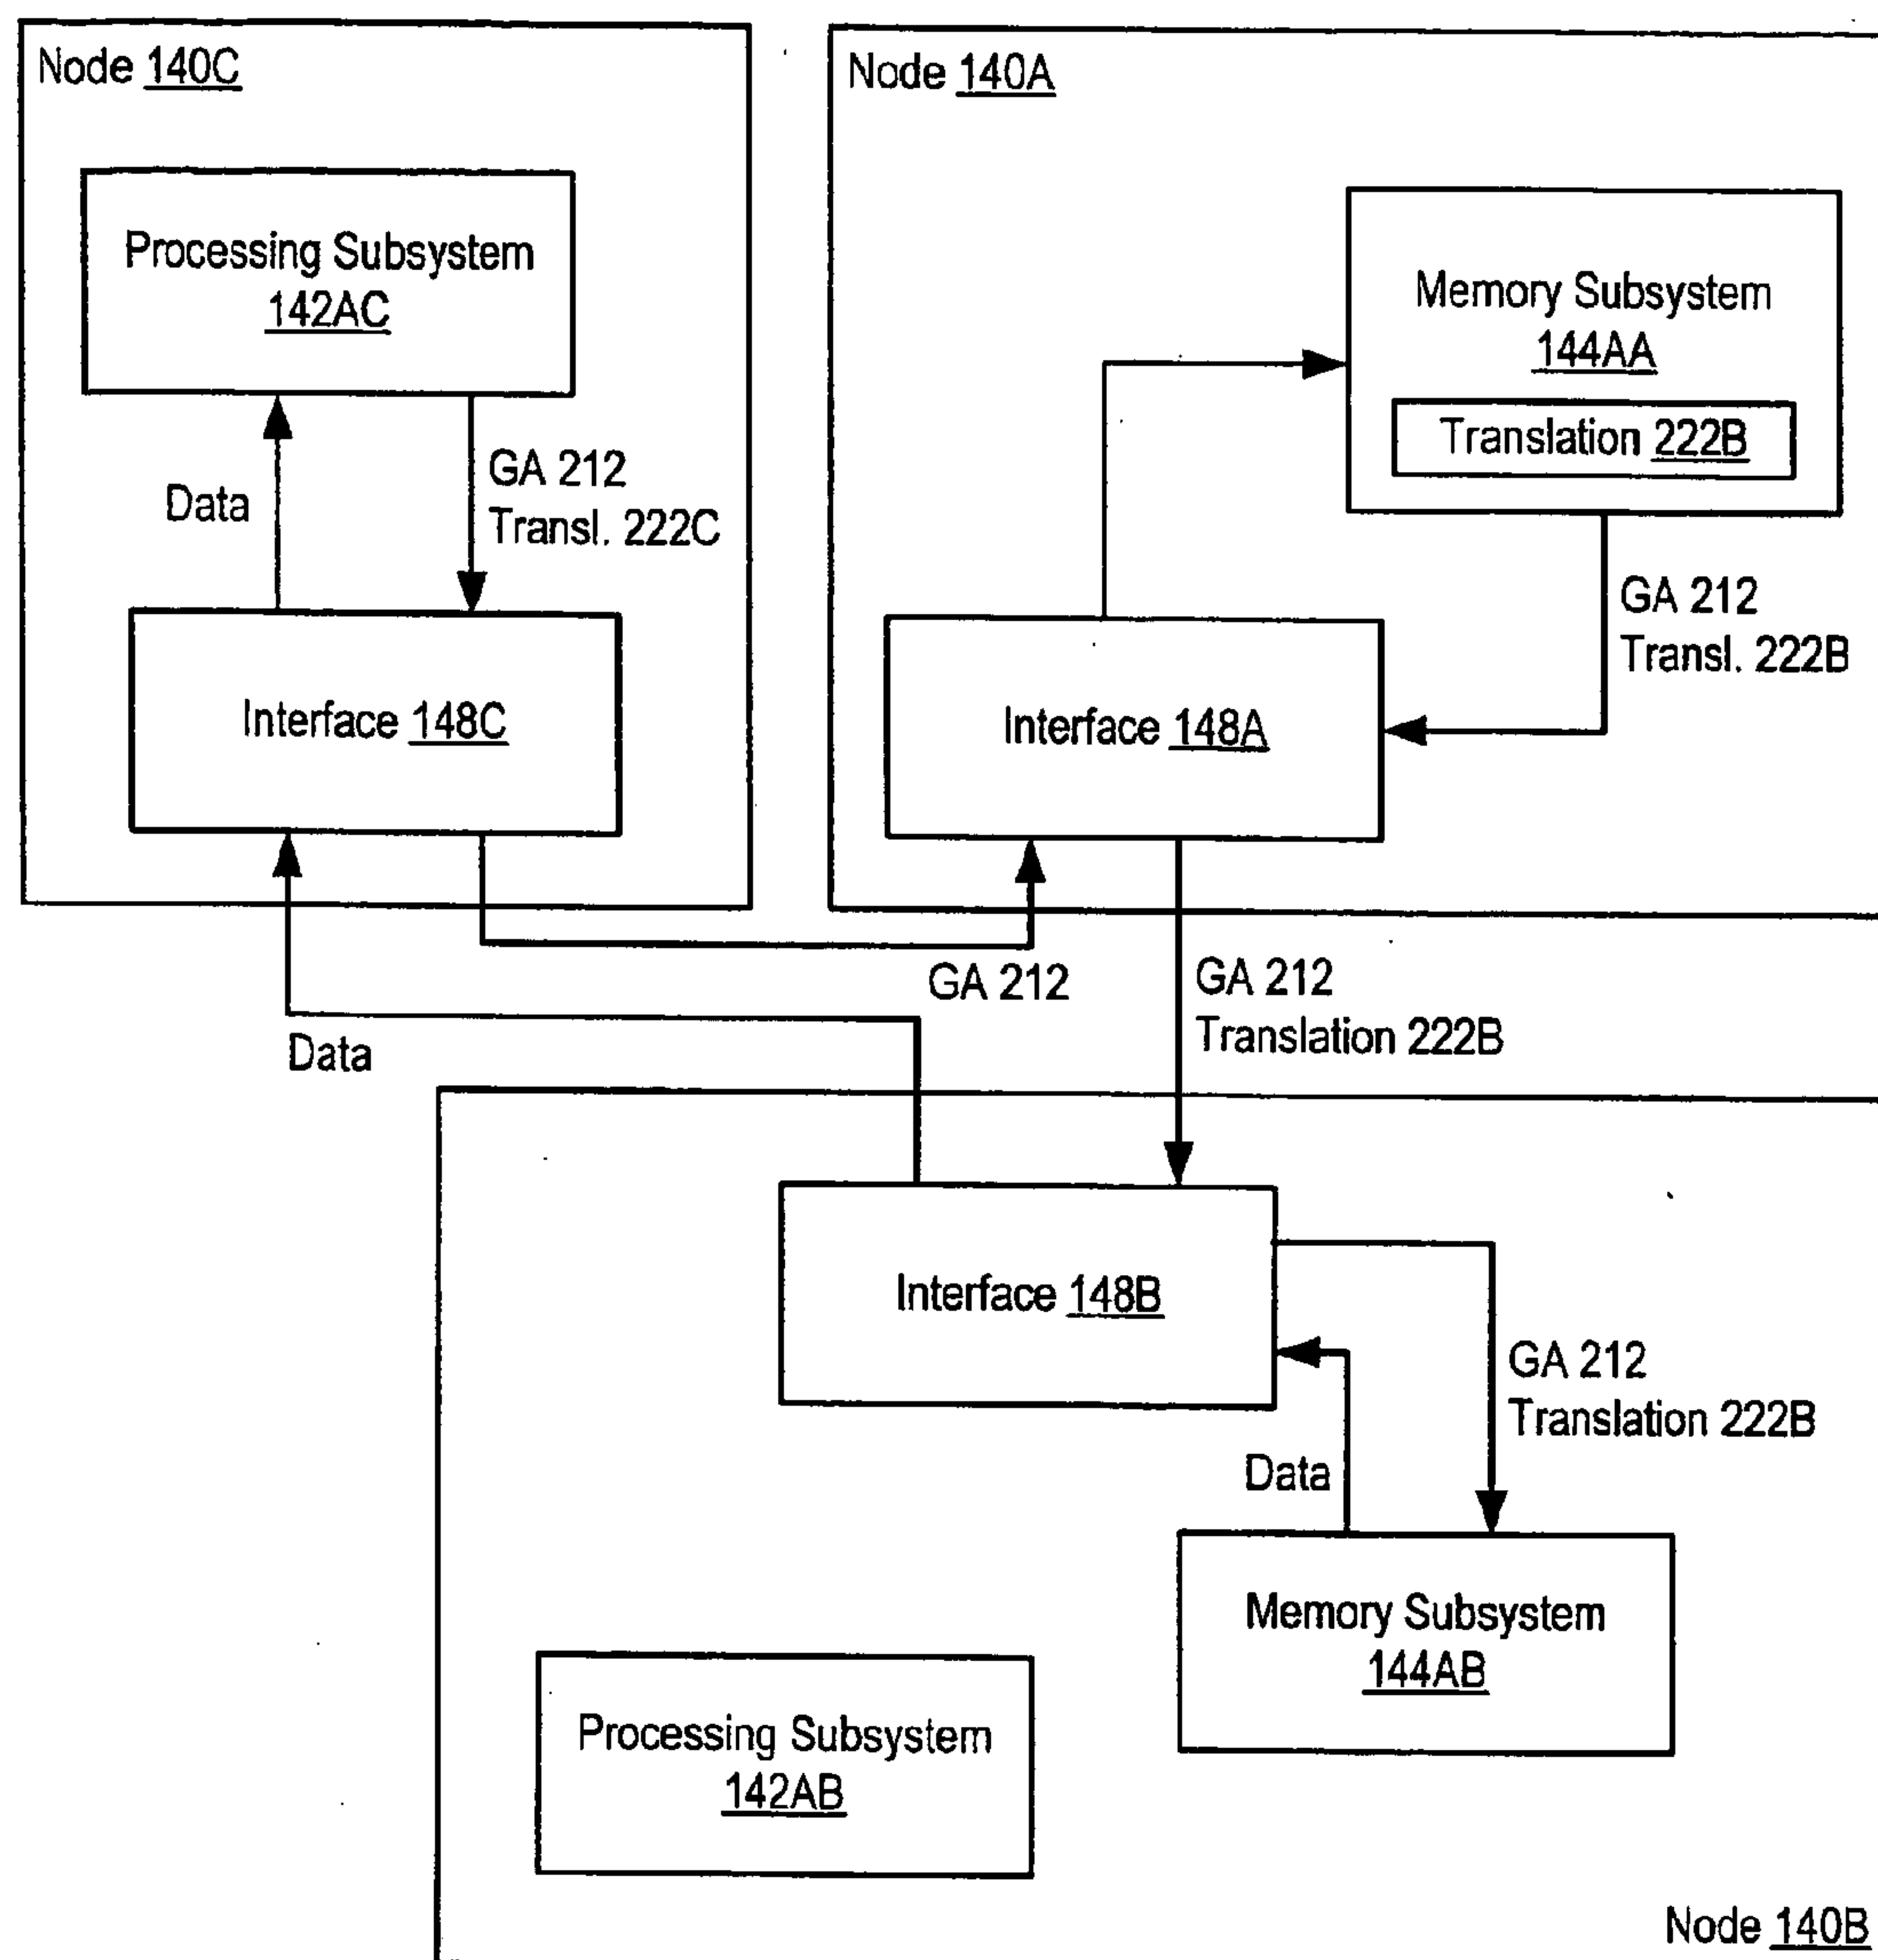 Node 140C
Processing Subsystem
142AC
Data
GA 212
Transl. 222C
Interface 148C
Node 140A
Memory Subsystem
144AA
Translation 222B
GA 212
Transl. 222B
Interface 148A
GA 212
GA 212
Translation 222B
Data
Interface 148B
GA 212
Translation 222B
Data
Memory Subsystem
144AB
Processing Subsystem
142AB
Node 140B